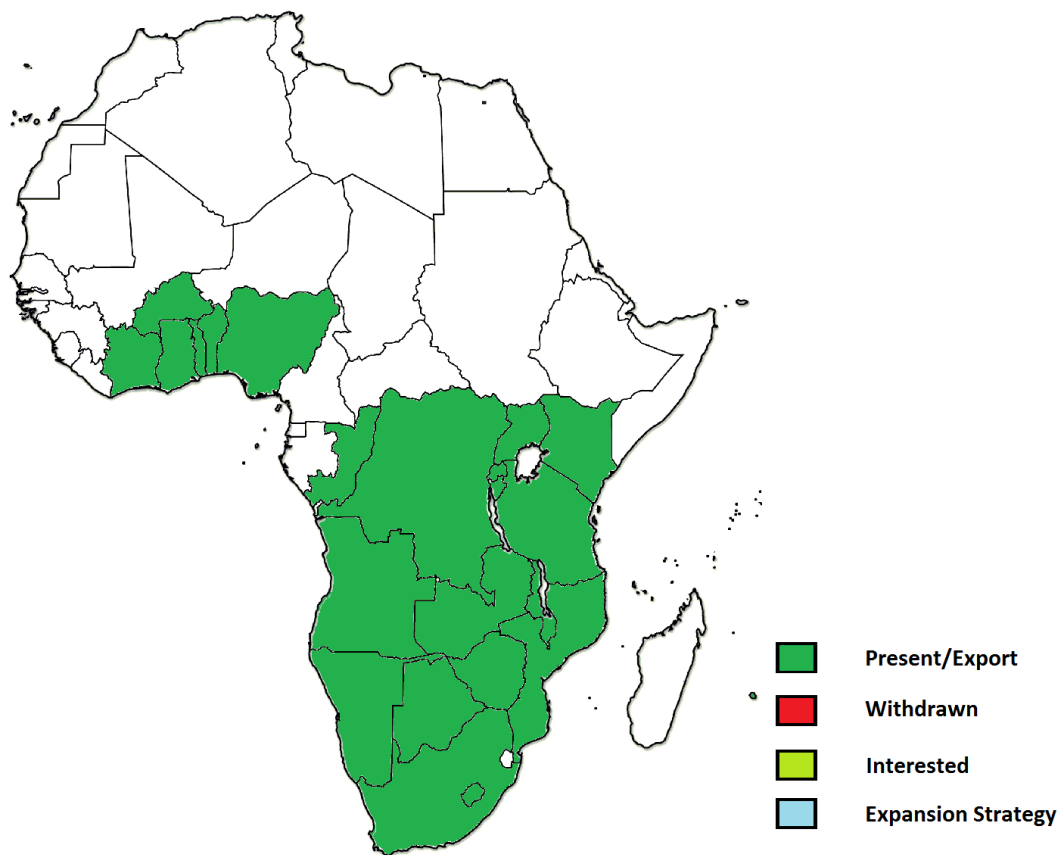 Present/Export
Withdrawn
Interested
Expansion Strategy